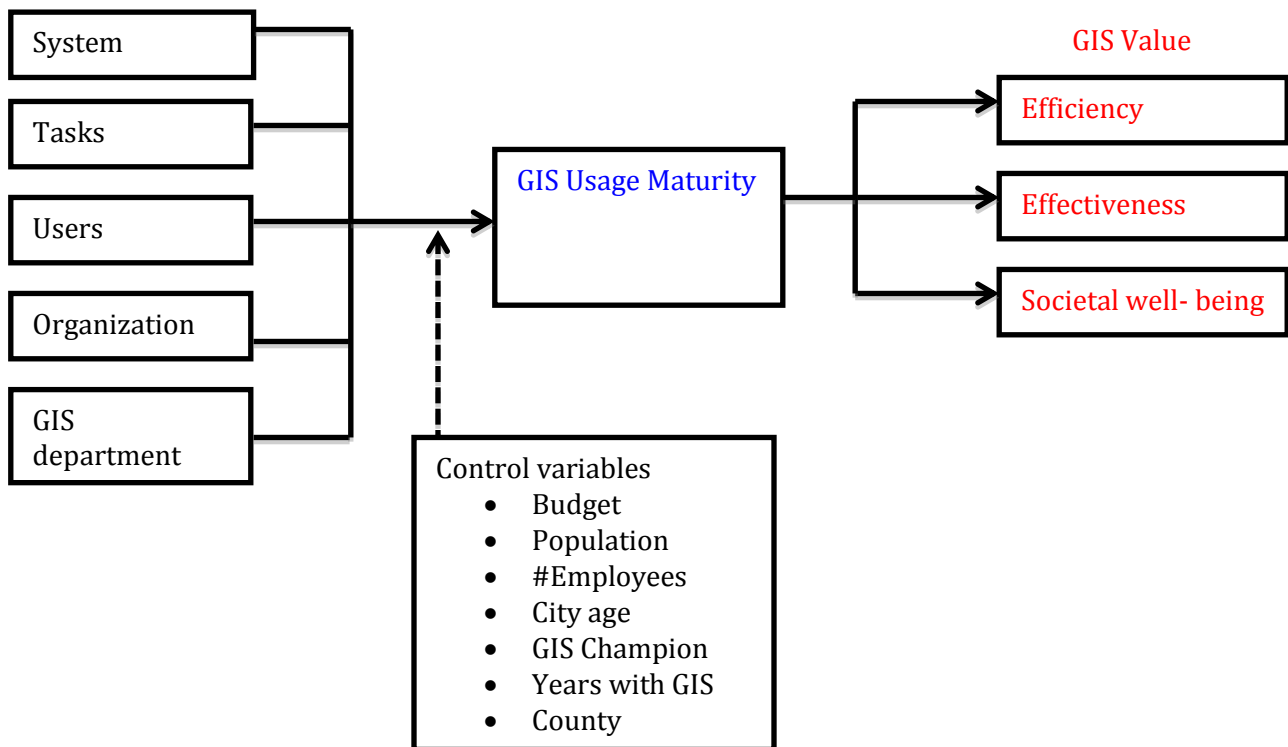 System
Tasks
Users
Organization
GIS
department
GIS Usage Maturity
Control variables
• Budget
• Population
• #Employees
• City age
• GIS Champion
• Years with GIS
• County
GIS Value
Efficiency
Effectiveness
Societal well- being